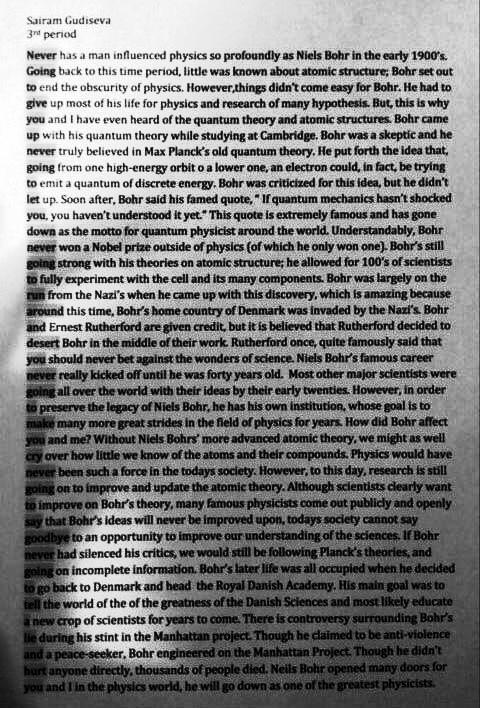 Sairam Gudiseva
3rd period
Never has a man influenced physics so profoundly as Niels Bohr in the early 1900's.
Going back to this time period, little was known about atomic structure; Bohr set out
to end the obscurity of physics. However,things didn't come easy for Bohr. He had to
give up most of his life for physics and research of many hypothesis. But, this is why
you and I have even heard of the quantum theory and atomic structures. Bohr came
up with his quantum theory while studying at Cambridge. Bohr was a skeptic and he
never truly believed in Max Planck's old quantum theory. He put forth the idea that,
going from one high-energy orbit o a lower one, an electron could, in fact, be trying
to emit a quantum of discrete energy. Bohr was criticized for this idea, but he didn't
let up. Soon after, Bohr said his famed quote, " If quantum mechanics hasn't shocked
you, you haven't understood it yet." This quote is extremely famous and has gone
down as the motto for quantum physicist around the world. Understandably, Bohr
never won a Nobel prize outside of physics (of which he only won one). Bohr's still
going strong with his theories on atomic structure; he allowed for 100's of scientists
to fully experiment with the cell and its many components. Bohr was largely on the
run from the Nazi's when he came up with this discovery, which is amazing because
around this time, Bohr's home country of Denmark was invaded by the Nazi's. Bohr
and Ernest Rutherford are given credit, but it is believed that Rutherford decided to
desert Bohr in the middle of their work. Rutherford once, quite famously said that
you should never bet against the wonders of science. Niels Bohr's famous career
never really kicked off until he was forty years old.  Most other major scientists were
going all over the world with their ideas by their early twenties. However, in order
to preserve the legacy of Niels Bohr, he has his own institution, whose goal is to
make many more great strides in the field of physics for years. How did Bohr affect
you and me? Without Niels Bohrs' more advanced atomic theory, we might as well
cry over how little we know of the atoms and their compounds. Physics would have
never been such a force in the todays society. However, to this day, research is still
going on to improve and update the atomic theory. Although scientists clearly want
to improve on Bohr's theory, many famous physicists come out publicly and openly
say that Bohr's ideas will never be improved upon, todays society cannot say
goodbye to an opportunity to improve our understanding of the sciences. If Bohr
never had silenced his critics, we would still be following Planck's theories, and
going on incomplete information. Bohr's later life was all occupied when he decided
to go back to Denmark and head  the Royal Danish Academy. His main goal was to
tell the world of the of the greatness of the Danish Sciences and most likely educate
a new crop of scientists for years to come. There is controversy surrounding Bohr's
lie during his stint in the Manhattan project. Though he claimed to be anti-violence
and a peace-seeker, Bohr engineered on the Manhattan Project. Though he didn't
hurt anyone directly, thousands of people died. Neils Bohr opened many doors for
you and I in the physics world, he will go down as one of the greatest physicists.